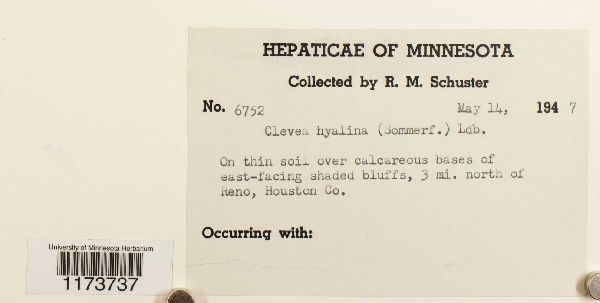 HEPATICAE OF MINNESOTA
Collected by R. M. Schuster
No. 6752 May 14, 194 7
Clevea hyalina (Sommerf.) Ldb.
On thin soil over calcareous bases of
east-facing shaded bluffs, 3 mi. north of
Reno, Houston Co.
Occurring with:
University of Minnesota Herbarium
1173737